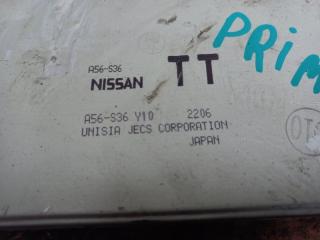 A56-S36
NISSAN TT
PRIM
A56-S36 Y10 2206
UNISIA JECS CORPORATION
JAPAN